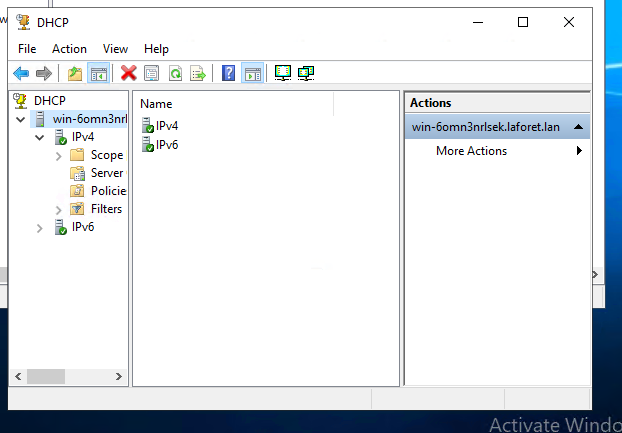 DHCP
File Action View Help
DHCP
win-6omn3nrl
IPv4
Scope
Server
Policie
Filters
IPv6
Name
IPv4
IPv6
Actions
win-6omn3nrlsek.laforet.lan
More Actions
Activate Windo